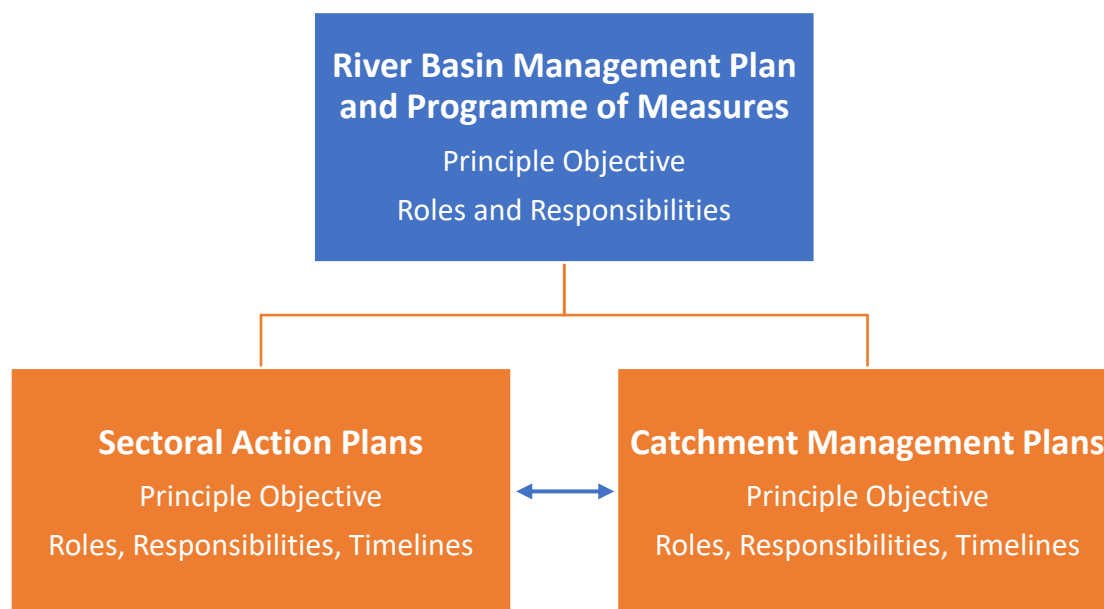 River Basin Management Plan
and Programme of Measures
Principle Objective
Roles and Responsibilities
Sectoral Action Plans
Principle Objective
Roles, Responsibilities, Timelines
Catchment Management Plans
Principle Objective
Roles, Responsibilities, Timelines